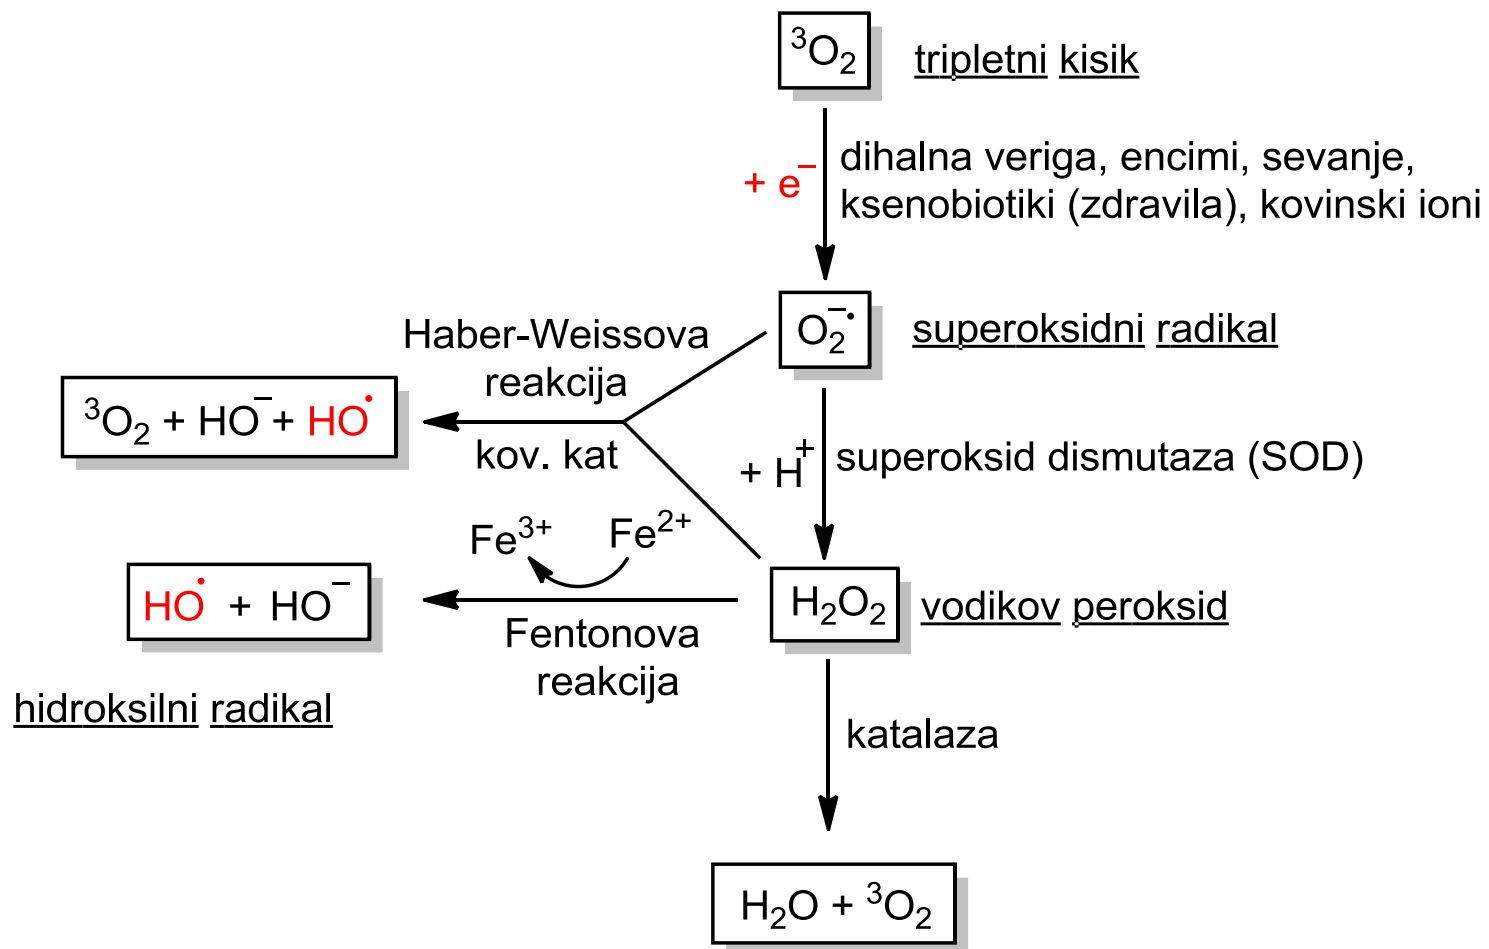 ³O₂ tripletni kisik
+ e⁻ dihalna veriga, encimi, sevanje,
ksenobiotiki (zdravila), kovinski ioni
O₂⁻• superoksidni radikal
Haber-Weissova
reakcija
³O₂ + HO⁻ + HO•
kov. kat
+ H⁺ superoksid dismutaza (SOD)
Fe³⁺ Fe²⁺
HO• + HO⁻
H₂O₂ vodikov peroksid
Fentonova
reakcija
hidroksilni radikal
katalaza
H₂O + ³O₂